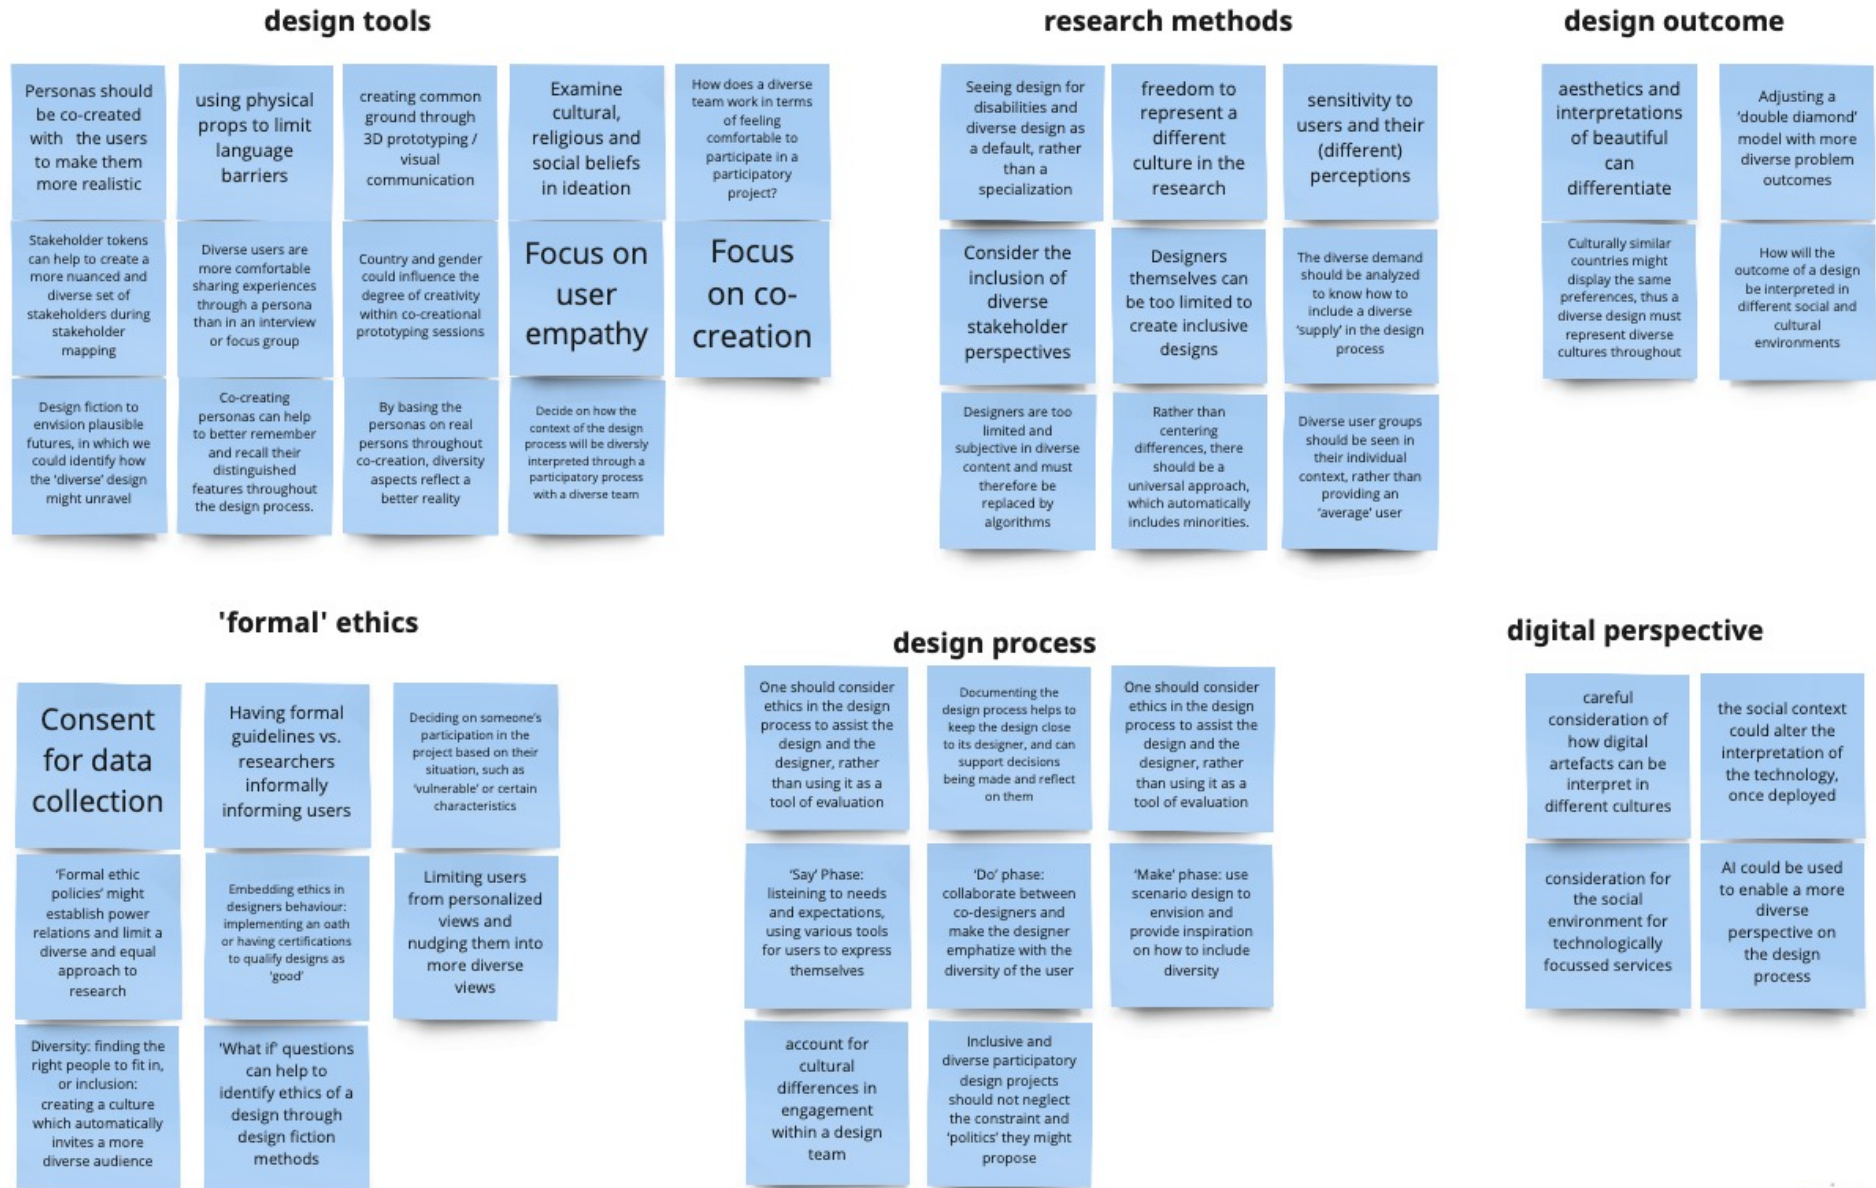 design tools
Personas should
be co-created
with the users
to make them
more realistic
using physical
props to limit
language
barriers
creating common
ground through
3D prototyping /
visual
communication
Examine
cultural,
religious and
social beliefs
in ideation
How does a diverse
team work in terms
of feeling
comfortable to
participate in a
participatory
project?
Stakeholder tokens
can help to create a
more nuanced and
diverse set of
stakeholders during
stakeholder
mapping
Diverse users are
more comfortable
sharing experiences
through a persona
than in an interview
or focus group
Country and gender
could influence the
degree of creativity
within co-creational
prototyping sessions
Focus on
user
empathy
Focus
on co-
creation
Design fiction to
envision plausible
futures, in which we
could identify how
the 'diverse' design
might unravel
Co-creating
personas can help
to better remember
and recall their
distinguished
features throughout
the design process.
By basing the
personas on real
persons throughout
co-creation, diversity
aspects reflect a
better reality
Decide on how the
context of the design
process will be diversly
interpreted through a
participatory process
with a diverse team
research methods
Seeing design for
disabilities and
diverse design as
a default, rather
than a
specialization
freedom to
represent a
different
culture in the
research
sensitivity to
users and their
(different)
perceptions
Consider the
inclusion of
diverse
stakeholder
perspectives
Designers
themselves can
be too limited to
create inclusive
designs
The diverse demand
should be analyzed
to know how to
include a diverse
'supply' in the design
process
Designers are too
limited and
subjective in diverse
content and must
therefore be
replaced by
algorithms
Rather than
centering
differences, there
should be a
universal approach,
which automatically
includes minorities.
Diverse user groups
should be seen in
their individual
context, rather than
providing an
'average' user
design outcome
aesthetics and
interpretations
of beautiful
can
differentiate
Adjusting a
'double diamond'
model with more
diverse problem
outcomes
Culturally similar
countries might
display the same
preferences, thus a
diverse design must
represent diverse
cultures throughout
How will the
outcome of a design
be interpreted in
different social and
cultural
environments
'formal' ethics
Consent
for data
collection
Having formal
guidelines vs.
researchers
informally
informing users
Deciding on someone's
participation in the
project based on their
situation, such as
'vulnerable' or certain
characteristics
'Formal ethic
policies' might
establish power
relations and limit a
diverse and equal
approach to
research
Embedding ethics in
designers behaviour:
implementing an oath
or having certifications
to qualify designs as
'good'
Limiting users
from personalized
views and
nudging them into
more diverse
views
Diversity: finding the
right people to fit in,
or inclusion:
creating a culture
which automatically
invites a more
diverse audience
'What if' questions
can help to
identify ethics of a
design through
design fiction
methods
design process
One should consider
ethics in the design
process to assist the
design and the
designer, rather
than using it as a
tool of evaluation
Documenting the
design process helps to
keep the design close
to its designer, and can
support decisions
being made and reflect
on them
One should consider
ethics in the design
process to assist the
design and the
designer, rather
than using it as a
tool of evaluation
'Say' Phase:
listening to needs
and expectations,
using various tools
for users to express
themselves
'Do' phase:
collaborate between
co-designers and
make the designer
emphatize with the
diversity of the user
'Make' phase: use
scenario design to
envision and
provide inspiration
on how to include
diversity
account for
cultural
differences in
engagement
within a design
team
Inclusive and
diverse participatory
design projects
should not neglect
the constraint and
'politics' they might
propose
digital perspective
careful
consideration of
how digital
artefacts can be
interpret in
different cultures
the social context
could alter the
interpretation of
the technology,
once deployed
consideration for
the social
environment for
technologically
focussed services
AI could be used
to enable a more
diverse
perspective on
the design
process